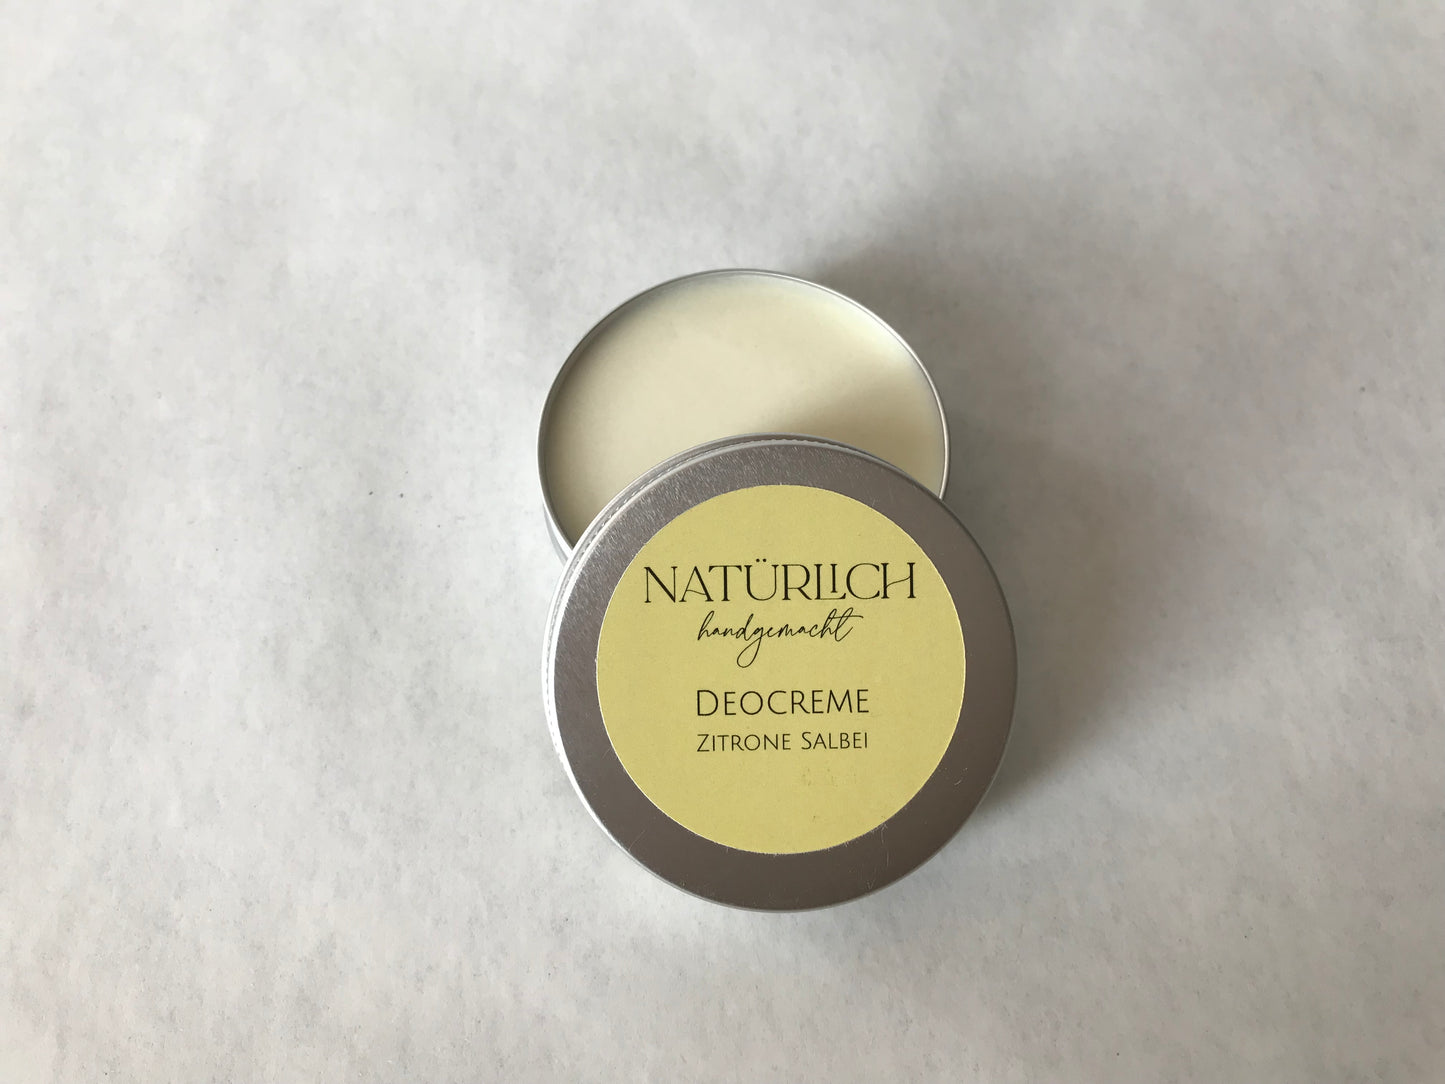 NATÜRLICH
handgemacht
DEOCREME
ZITRONE SALBEI